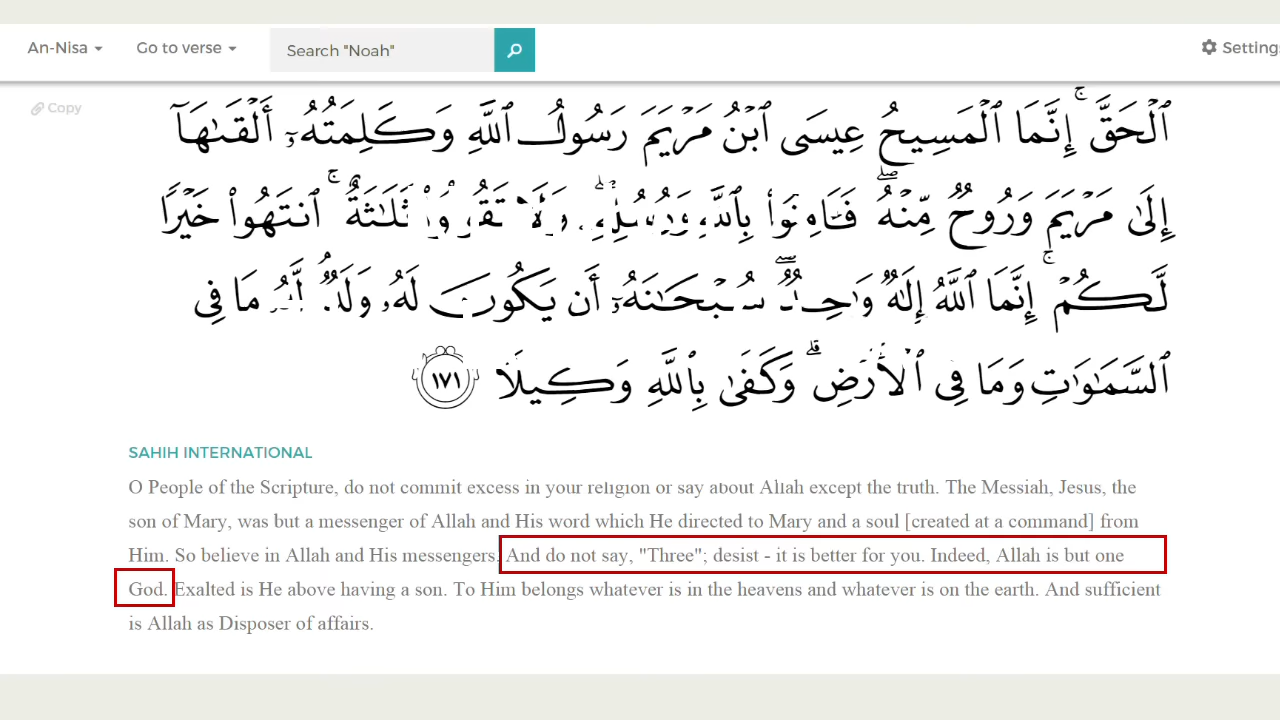 An-Nisa
Go to verse
Search "Noah"
Setting
Copy
ٱلْحَقَّ ۚ إِنَّمَا ٱلْمَسِيحُ عِيسَى ٱبْنُ مَرْيَمَ رَسُولُ ٱللَّهِ وَكَلِمَتُهُۥٓ أَلْقَىٰهَآ
إِلَىٰ مَرْيَمَ وَرُوحٌ مِّنْهُ ۖ بِٱللَّهِ ثَلَٰثَةٌ ۚ ٱنتَهُوا۟ خَيْرًا
لَّكُمْ ۚ إِنَّمَا ٱللَّهُ إِلَٰهٌ وَٰحِدٌ ۖ سُبْحَٰنَهُۥٓ أَن يَكُونَ لَهُۥ وَلَدٌ ۘ مَا فِى
ٱلسَّمَٰوَٰتِ وَمَا فِى ٱلْأَرْضِ ۗ وَكَفَىٰ بِٱللَّهِ وَكِيلًا ١٧١
SAHIH INTERNATIONAL
O People of the Scripture, do not commit excess in your religion or say about Allah except the truth. The Messiah, Jesus, the
son of Mary, was but a messenger of Allah and His word which He directed to Mary and a soul [created at a command] from
Him. So believe in Allah and His messengers. And do not say, "Three"; desist - it is better for you. Indeed, Allah is but one
God. Exalted is He above having a son. To Him belongs whatever is in the heavens and whatever is on the earth. And sufficient
is Allah as Disposer of affairs.